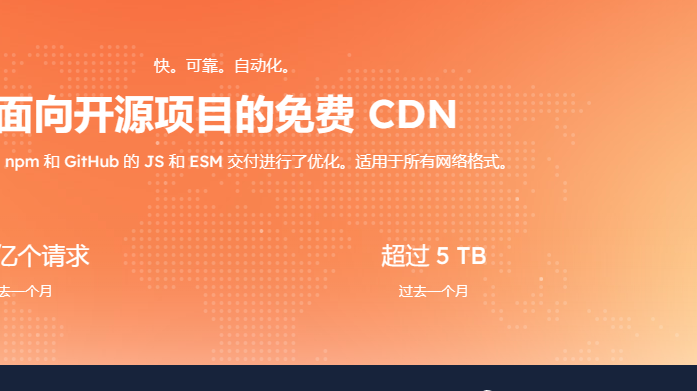 快。可靠。自动化。
面向开源项目的免费 CDN
npm 和 GitHub 的 JS 和 ESM 交付进行了优化。适用于所有网络格式。
亿个请求
超过 5 TB
去一个月
过去一个月